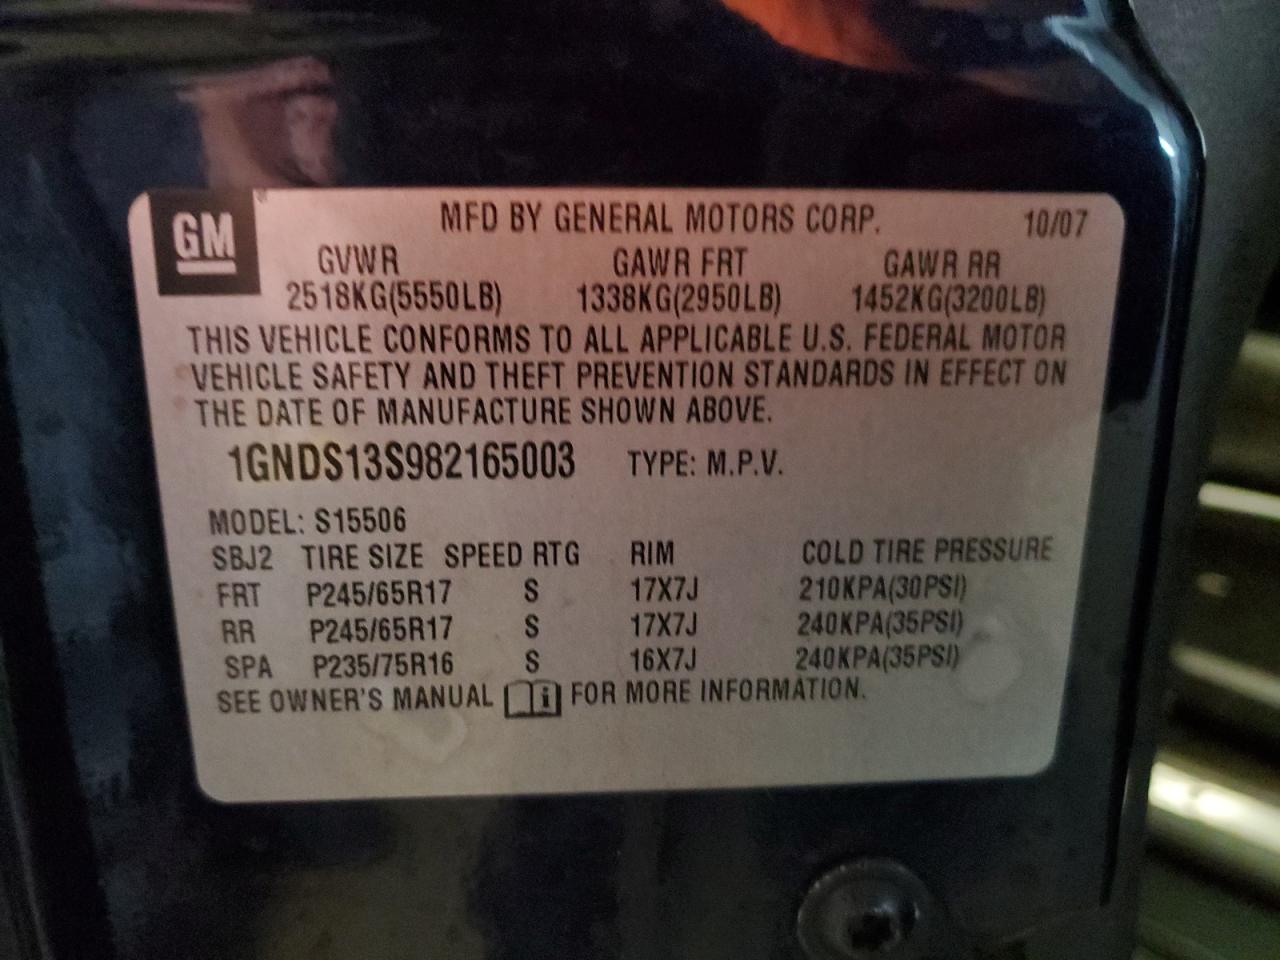 GM
MFD BY GENERAL MOTORS CORP. 10/07
GVWR GAWR FRT GAWR RR
2518KG(5550LB) 1338KG(2950LB) 1452KG(3200LB)
THIS VEHICLE CONFORMS TO ALL APPLICABLE U.S. FEDERAL MOTOR
VEHICLE SAFETY AND THEFT PREVENTION STANDARDS IN EFFECT ON
THE DATE OF MANUFACTURE SHOWN ABOVE.
1GNDS13S982165003 TYPE: M.P.V.
MODEL: S15506
SBJ2 TIRE SIZE SPEED RTG RIM COLD TIRE PRESSURE
FRT P245/65R17 S 17X7J 210KPA(30PSI)
RR P245/65R17 S 17X7J 240KPA(35PSI)
SPA P235/75R16 S 16X7J 240KPA(35PSI)
SEE OWNER'S MANUAL i FOR MORE INFORMATION.